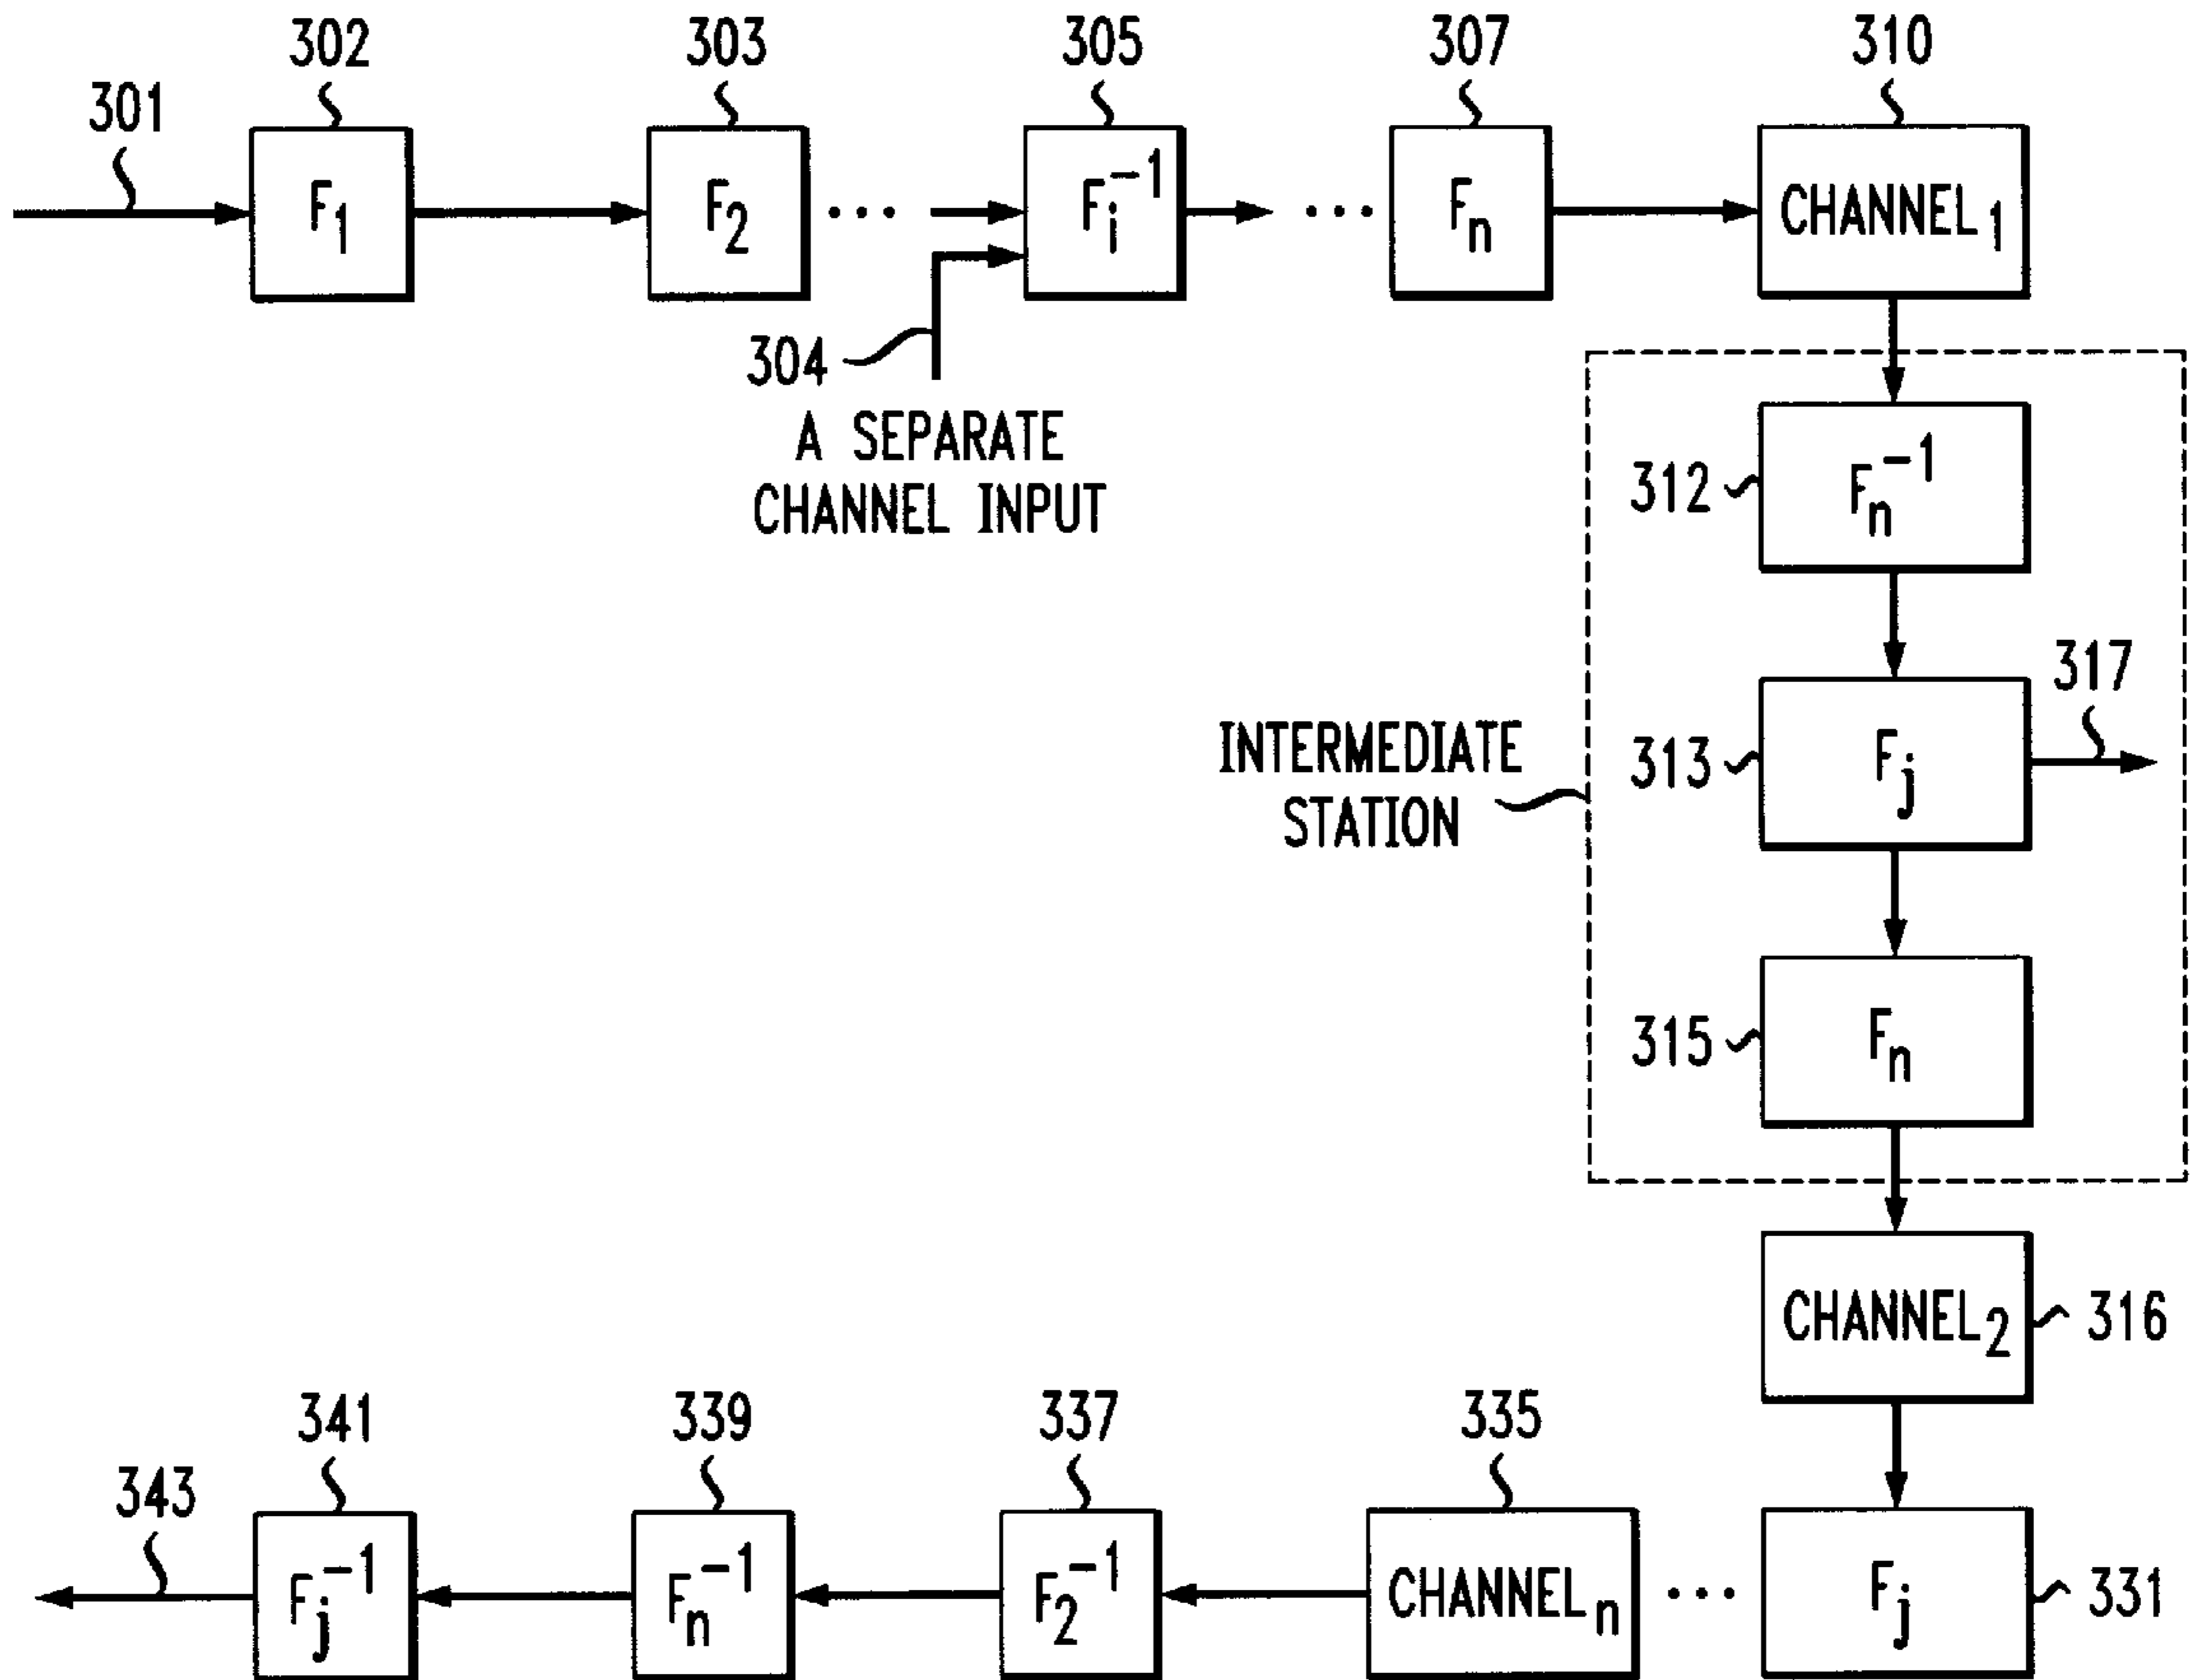 302
303
305
307
310
301
F₁
F₂ ...
Fᵢ⁻¹
... Fₙ
CHANNEL₁
304
A SEPARATE
CHANNEL INPUT
312
Fₙ⁻¹
317
INTERMEDIATE
STATION
313
Fⱼ
315
Fₙ
CHANNEL₂
316
341
339
337
335
343
Fⱼ⁻¹
Fₙ⁻¹
F₂⁻¹
CHANNELₙ ...
Fⱼ
331